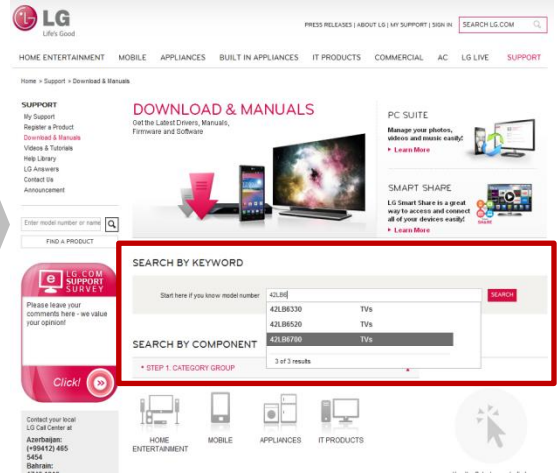 LG
Life's Good
PRESS RELEASES | ABOUT LG | MY SUPPORT | SIGN IN
SEARCH LG.COM
HOME ENTERTAINMENT MOBILE APPLIANCES BUILT IN APPLIANCES IT PRODUCTS COMMERCIAL AC LG LIVE SUPPORT
Home > Support > Download & Manuals
SUPPORT
My Support
Register a Product
Download & Manuals
Videos & Tutorials
Help Library
LG Answers
Contact Us
Announcement
Enter model number or name
FIND A PRODUCT
DOWNLOAD & MANUALS
Get the Latest Drivers, Manuals,
Firmware and Software
PC SUITE
Manage your photos,
videos and music easily!
Learn More
SMART SHARE
LG Smart Share is a great
way to access and connect
all of your devices easily!
Learn More
SHARE
LG.COM
SUPPORT
SURVEY
Please leave your
comments here - we value
your opinion!
Click!
SEARCH BY KEYWORD
Start here if you know model number
42LB6
SEARCH
42LB6330 TVs
42LB6520 TVs
42LB6700 TVs
3 of 3 results
SEARCH BY COMPONENT
STEP 1. CATEGORY GROUP
HOME
ENTERTAINMENT
MOBILE
APPLIANCES
IT PRODUCTS
Contact your local
LG Call Center at
Azerbaijan:
(+99412) 465
5454
Bahrain: